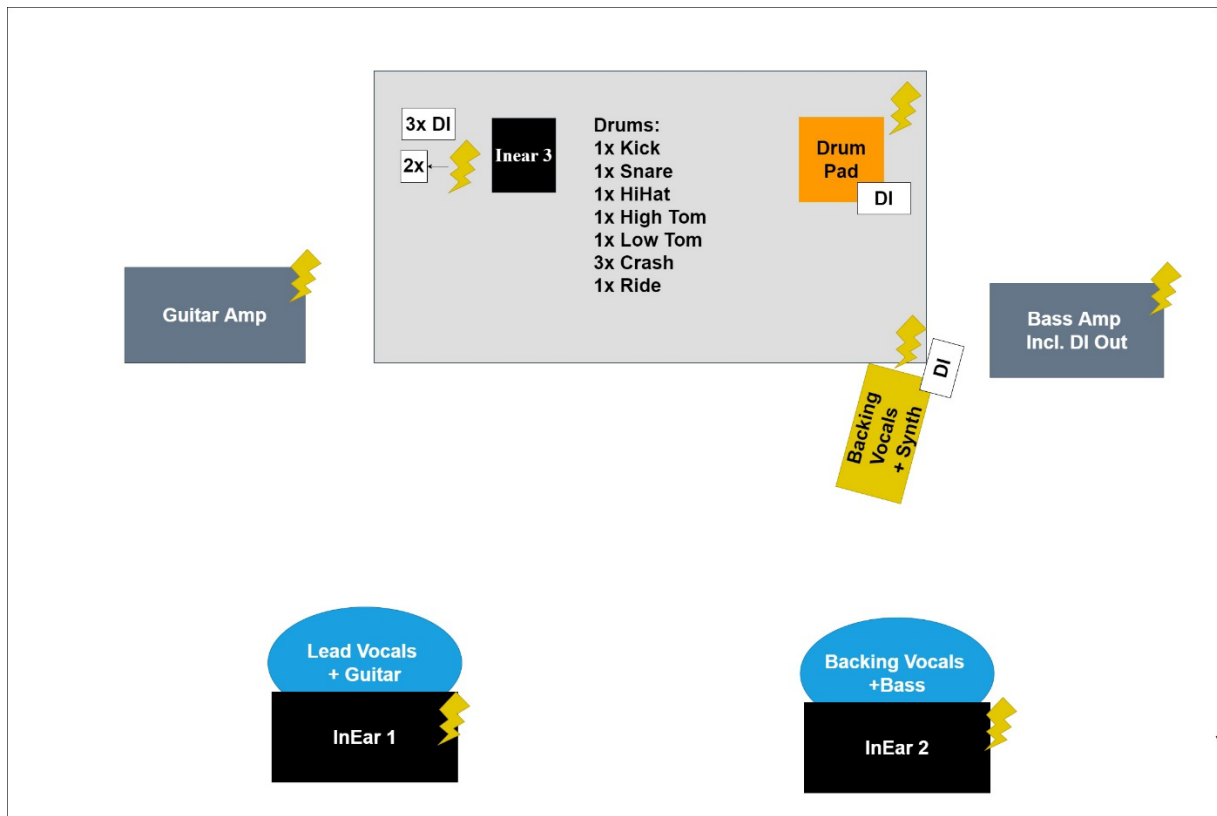 3x DI
2x
Inear 3
Drums:
1x Kick
1x Snare
1x HiHat
1x High Tom
1x Low Tom
3x Crash
1x Ride
Drum
Pad
DI
Guitar Amp
Bass Amp
Incl. DI Out
DI
Backing
Vocals
+ Synth
Lead Vocals
+ Guitar
InEar 1
Backing Vocals
+Bass
InEar 2